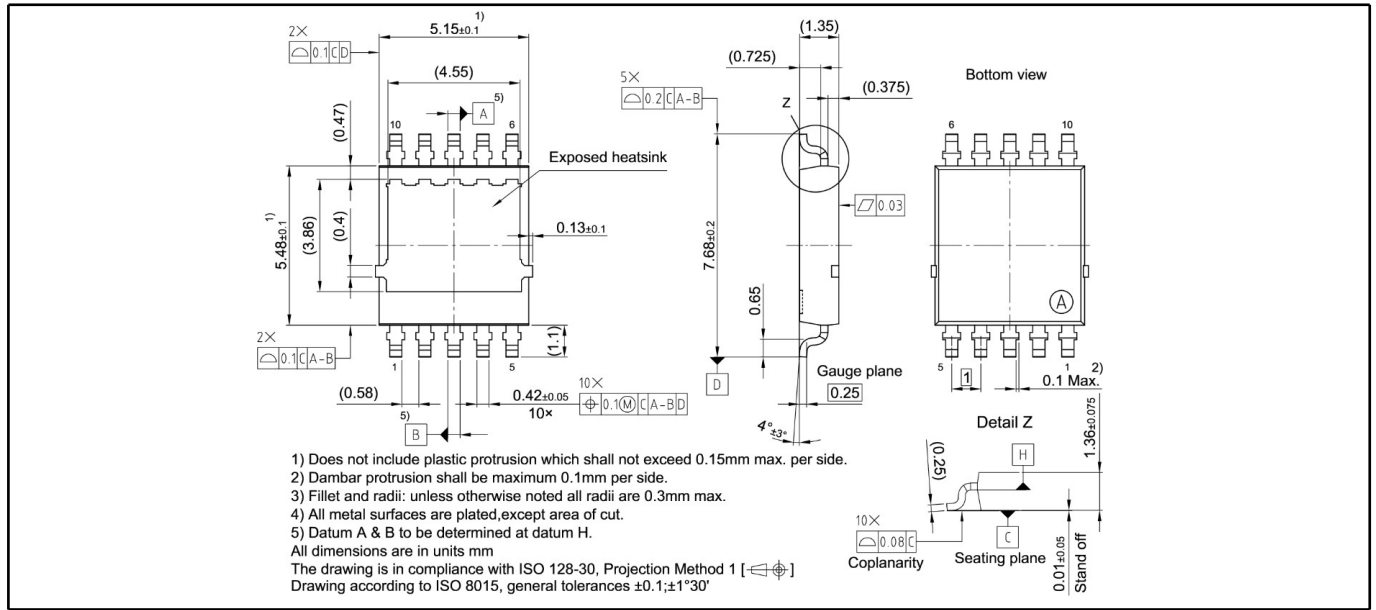 1)
2×
5.15±0.1
(1.35)
0.1 C D
(4.55)
(0.725)
Bottom view
5×
(0.375)
5)
0.2 C A-B
A
Z
(0.47)
10
6
6
10
Exposed heatsink
0.03
1)
5.48±0.1
(3.86)
(0.4)
0.13±0.1
7.68±0.2
0.65
A
2×
0.1 C A-B
(1.1)
1
5
D
Gauge plane
5
1
1
2)
0.1 Max.
0.25
(0.58)
0.42±0.05
10×
10×
⌖ 0.1 Ⓜ C A-B D
5)
B
4°±3°
Detail Z
1.36±0.075
(0.25)
H
1) Does not include plastic protrusion which shall not exceed 0.15mm max. per side.
2) Dambar protrusion shall be maximum 0.1mm per side.
3) Fillet and radii: unless otherwise noted all radii are 0.3mm max.
4) All metal surfaces are plated,except area of cut.
5) Datum A & B to be determined at datum H.
All dimensions are in units mm
The drawing is in compliance with ISO 128-30, Projection Method 1 [ ]
Drawing according to ISO 8015, general tolerances ±0.1;±1°30'
10×
0.08 C
Coplanarity
C
Seating plane
0.01±0.05
Stand off